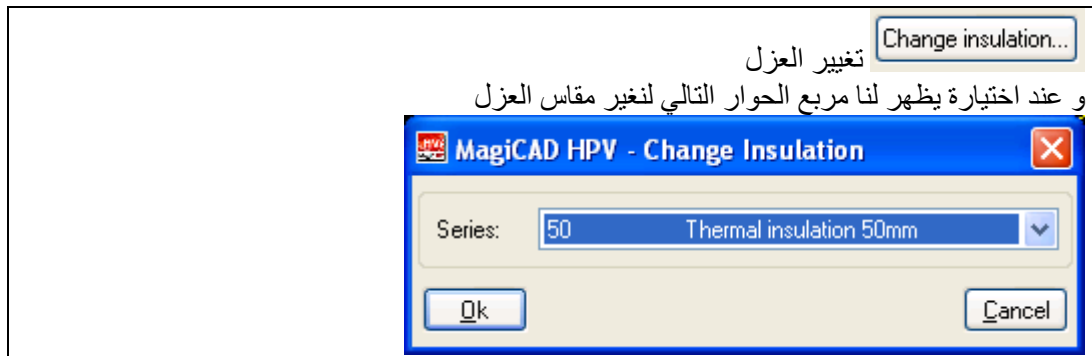 Change insulation...
تغيير العزل
و عند اختيارة يظهر لنا مربع الحوار التالي لنغير مقاس العزل
MagiCAD HPV - Change Insulation
Series: 50 Thermal insulation 50mm
Ok Cancel